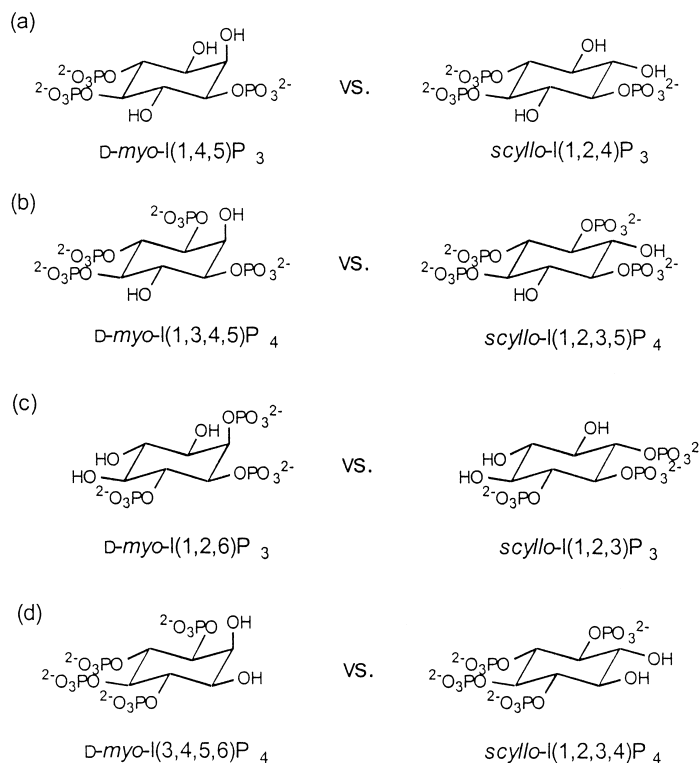 (a)
OH
OH
OH
2-O3PO
2-O3PO
OPO3 2-
HO
vs.
OH
2-O3PO
2-O3PO
OPO3 2-
HO
D-myo-I(1,4,5)P 3
scyllo-I(1,2,4)P 3
(b)
2-O3PO
OH
OPO3 2-
2-O3PO
2-O3PO
OPO3 2-
HO
vs.
2-O3PO
OH
2-O3PO
OPO3 2-
HO
D-myo-I(1,3,4,5)P 4
scyllo-I(1,2,3,5)P 4
(c)
OPO3 2-
OH
OH
HO
HO
OPO3 2-
2-O3PO
vs.
HO
OPO3 2
HO
OPO3 2-
2-O3PO
D-myo-I(1,2,6)P 3
scyllo-I(1,2,3)P 3
(d)
2-O3PO
OH
OPO3 2-
2-O3PO
2-O3PO
OH
2-O3PO
vs.
2-O3PO
OH
2-O3PO
OH
2-O3PO
D-myo-I(3,4,5,6)P 4
scyllo-I(1,2,3,4)P 4